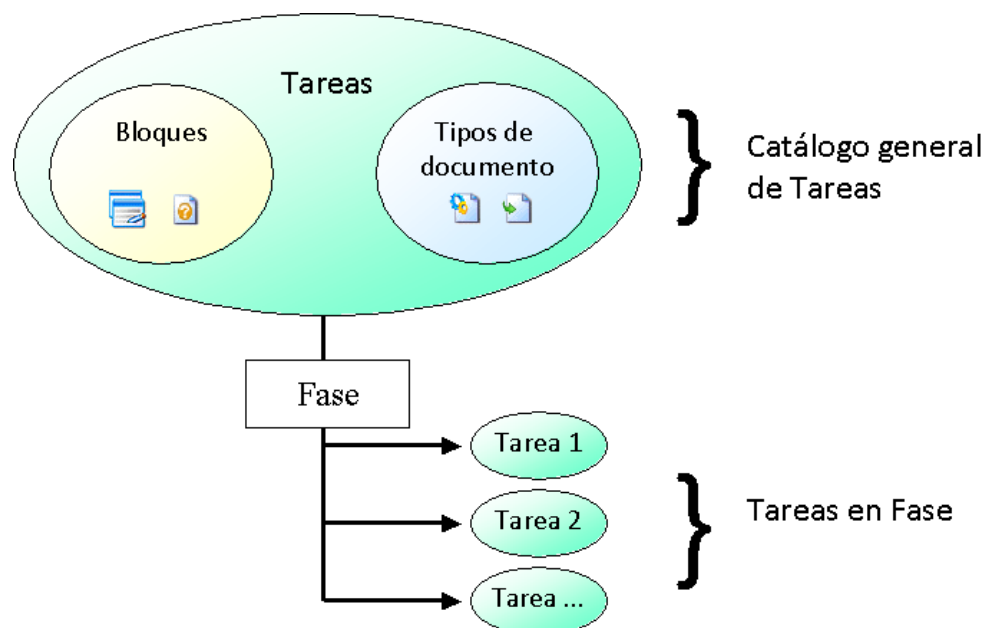 Tareas
Bloques
Tipos de
documento
Catálogo general
de Tareas
Fase
Tarea 1
Tarea 2
Tareas en Fase
Tarea ...